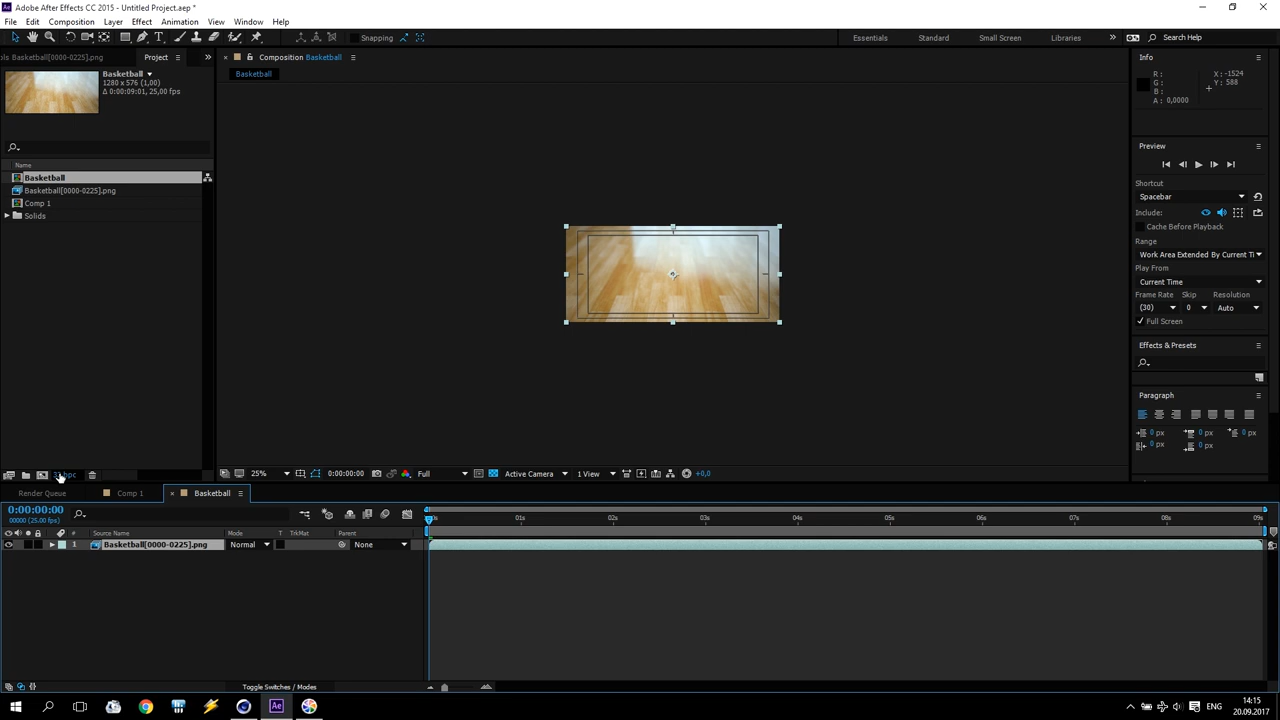 Adobe After Effects CC 2015 - Untitled Project.aep *
File Edit Composition Layer Effect Animation View Window Help
Snapping Essentials Standard Small Screen Libraries Search Help
Basketball[0000-0225].png Project Composition Basketball Info
Basketball
1280 x 576 (1,00)
Δ 0:00:09:01, 25,00 fps
Basketball
R :
G :
B :
A : 0,0000
X : -1524
Y : 588
Preview
Name
Basketball
Basketball[0000-0225].png
Comp 1
Solids
Shortcut
Spacebar
Include:
Cache Before Playback
Range
Work Area Extended By Current Ti
Play From
Current Time
Frame Rate Skip Resolution
(30) 0 Auto
Full Screen
Effects & Presets
Paragraph
0 px 0 px 0 px
0 px 0 px
25% 0:00:00:00 Full Active Camera 1 View +0,0
Render Queue Comp 1 Basketball
0:00:00:00
00000 (25.00 fps)
01s 02s 03s 04s 05s 06s 07s 08s 09s
# Source Name Mode T TrkMat Parent
1 Basketball[0000-0225].png Normal None
Toggle Switches / Modes
ENG
14:15
20.09.2017